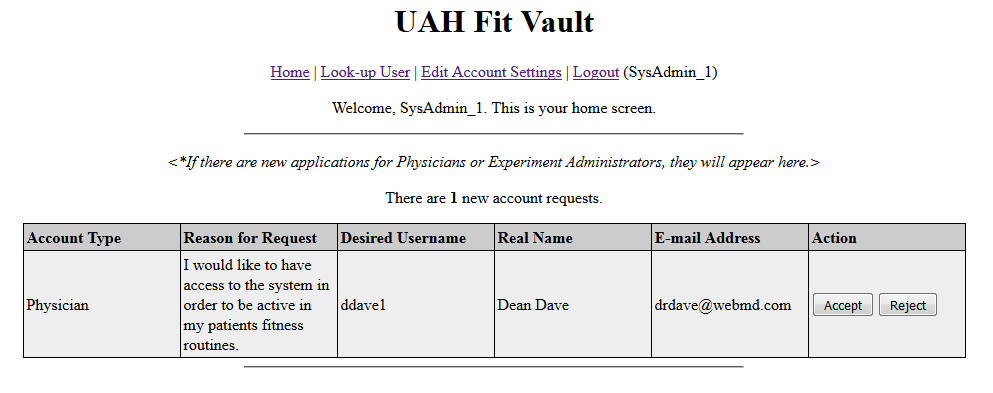 UAH Fit Vault
Home | Look-up User | Edit Account Settings | Logout (SysAdmin_1)
Welcome, SysAdmin_1. This is your home screen.
<*If there are new applications for Physicians or Experiment Administrators, they will appear here.>
There are 1 new account requests.
Account Type Reason for Request Desired Username Real Name E-mail Address Action
Physician
I would like to have
access to the system in
order to be active in
my patients fitness
routines.
ddave1
Dean Dave
drdave@webmd.com
Accept Reject